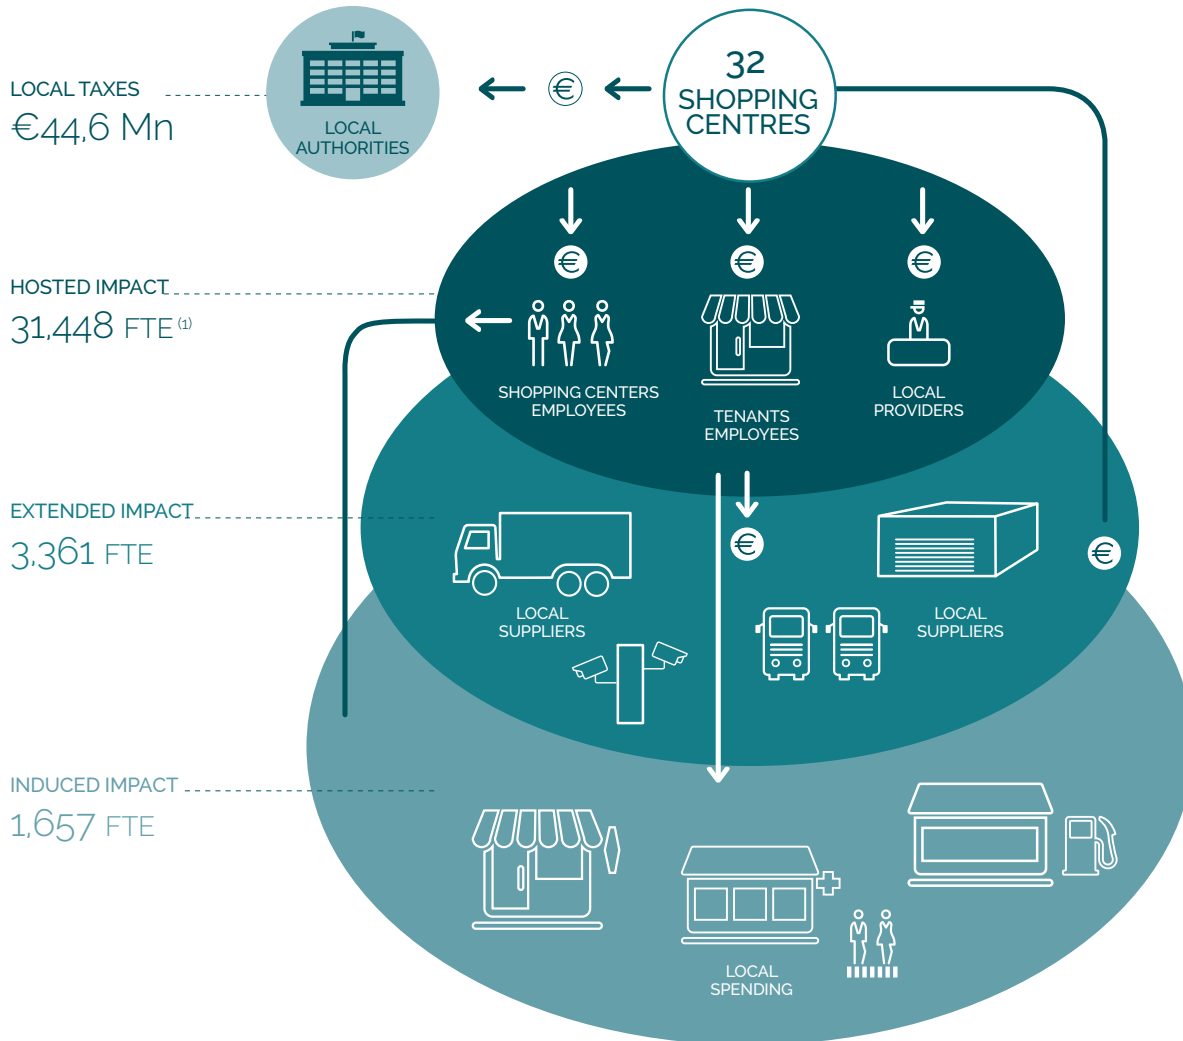 LOCAL TAXES
€44,6 Mn
LOCAL
AUTHORITIES
€
32
SHOPPING
CENTRES
HOSTED IMPACT
31,448 FTE (1)
€
€
€
SHOPPING CENTERS
EMPLOYEES
TENANTS
EMPLOYEES
LOCAL
PROVIDERS
EXTENDED IMPACT
3,361 FTE
€
€
LOCAL
SUPPLIERS
LOCAL
SUPPLIERS
INDUCED IMPACT
1,657 FTE
LOCAL
SPENDING